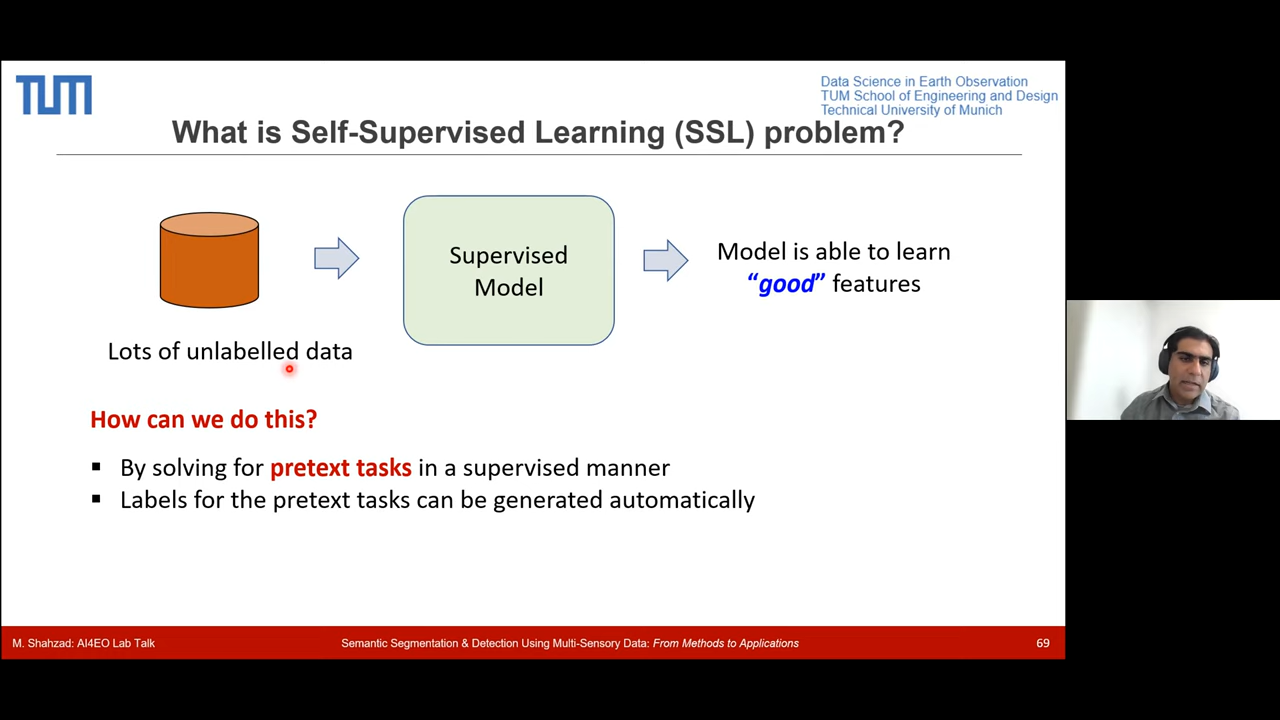 TUM
Data Science in Earth Observation
TUM School of Engineering and Design
Technical University of Munich
What is Self-Supervised Learning (SSL) problem?
Supervised
Model
Model is able to learn
“good” features
Lots of unlabelled data
How can we do this?
▪ By solving for pretext tasks in a supervised manner
▪ Labels for the pretext tasks can be generated automatically
M. Shahzad: AI4EO Lab Talk
Semantic Segmentation & Detection Using Multi-Sensory Data: From Methods to Applications
69